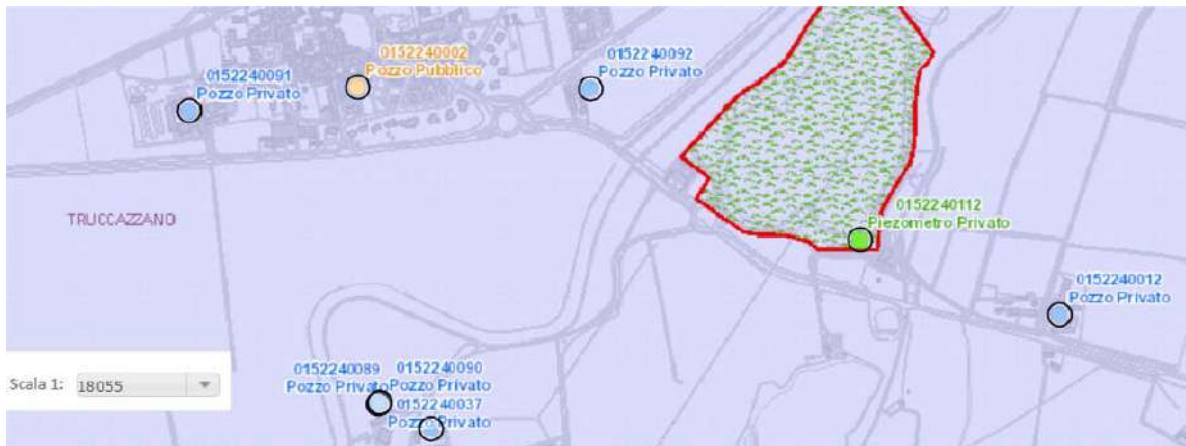 0152240002
Pozzo Pubblico
0152240092
Pozzo Privato
0152240091
Pozzo Privato
TRUCCAZZANO
0152240112
Piezometro Privato
0152240012
Pozzo Privato
0152240089
Pozzo Privato
0152240090
Pozzo Privato
0152240037
Pozzo Privato
Scala 1: 18055